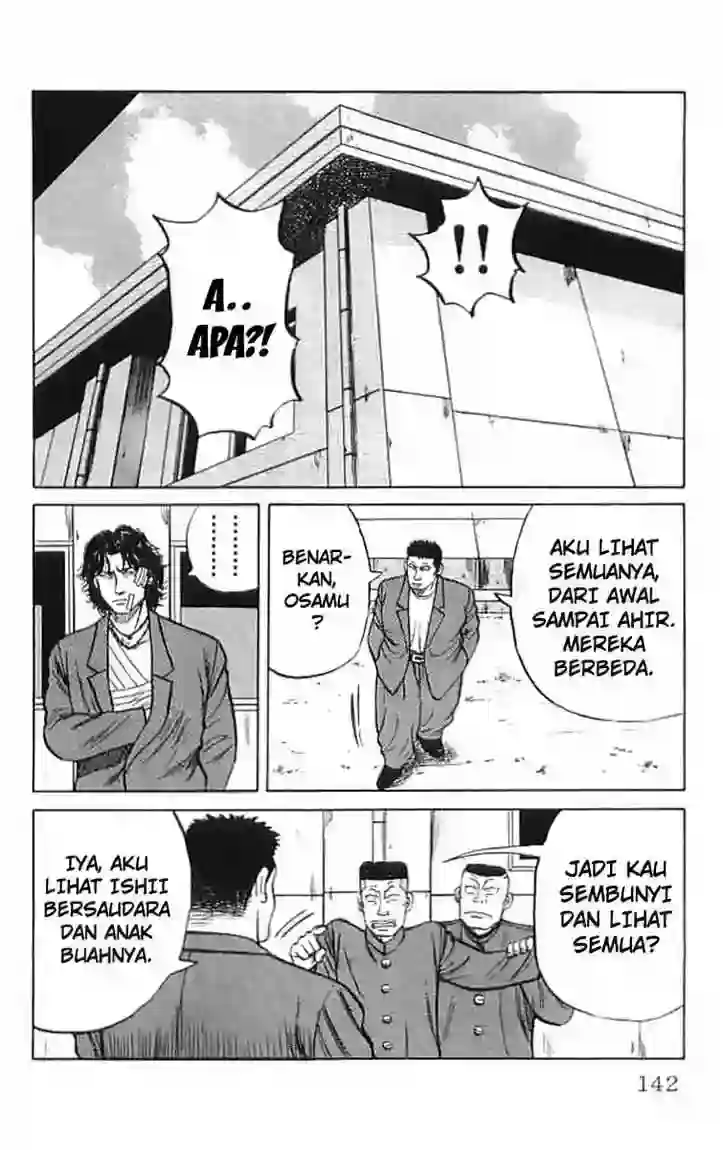 !!
A..
APA?!
AKU LIHAT
SEMUANYA,
DARI AWAL
SAMPAI AHIR.
MEREKA
BERBEDA.
BENAR-
KAN,
OSAMU
?
........
JADI KAU
SEMBUNYI
DAN LIHAT
SEMUA?
IYA, AKU
LIHAT ISHII
BERSAUDARA
DAN ANAK
BUAHNYA.
142